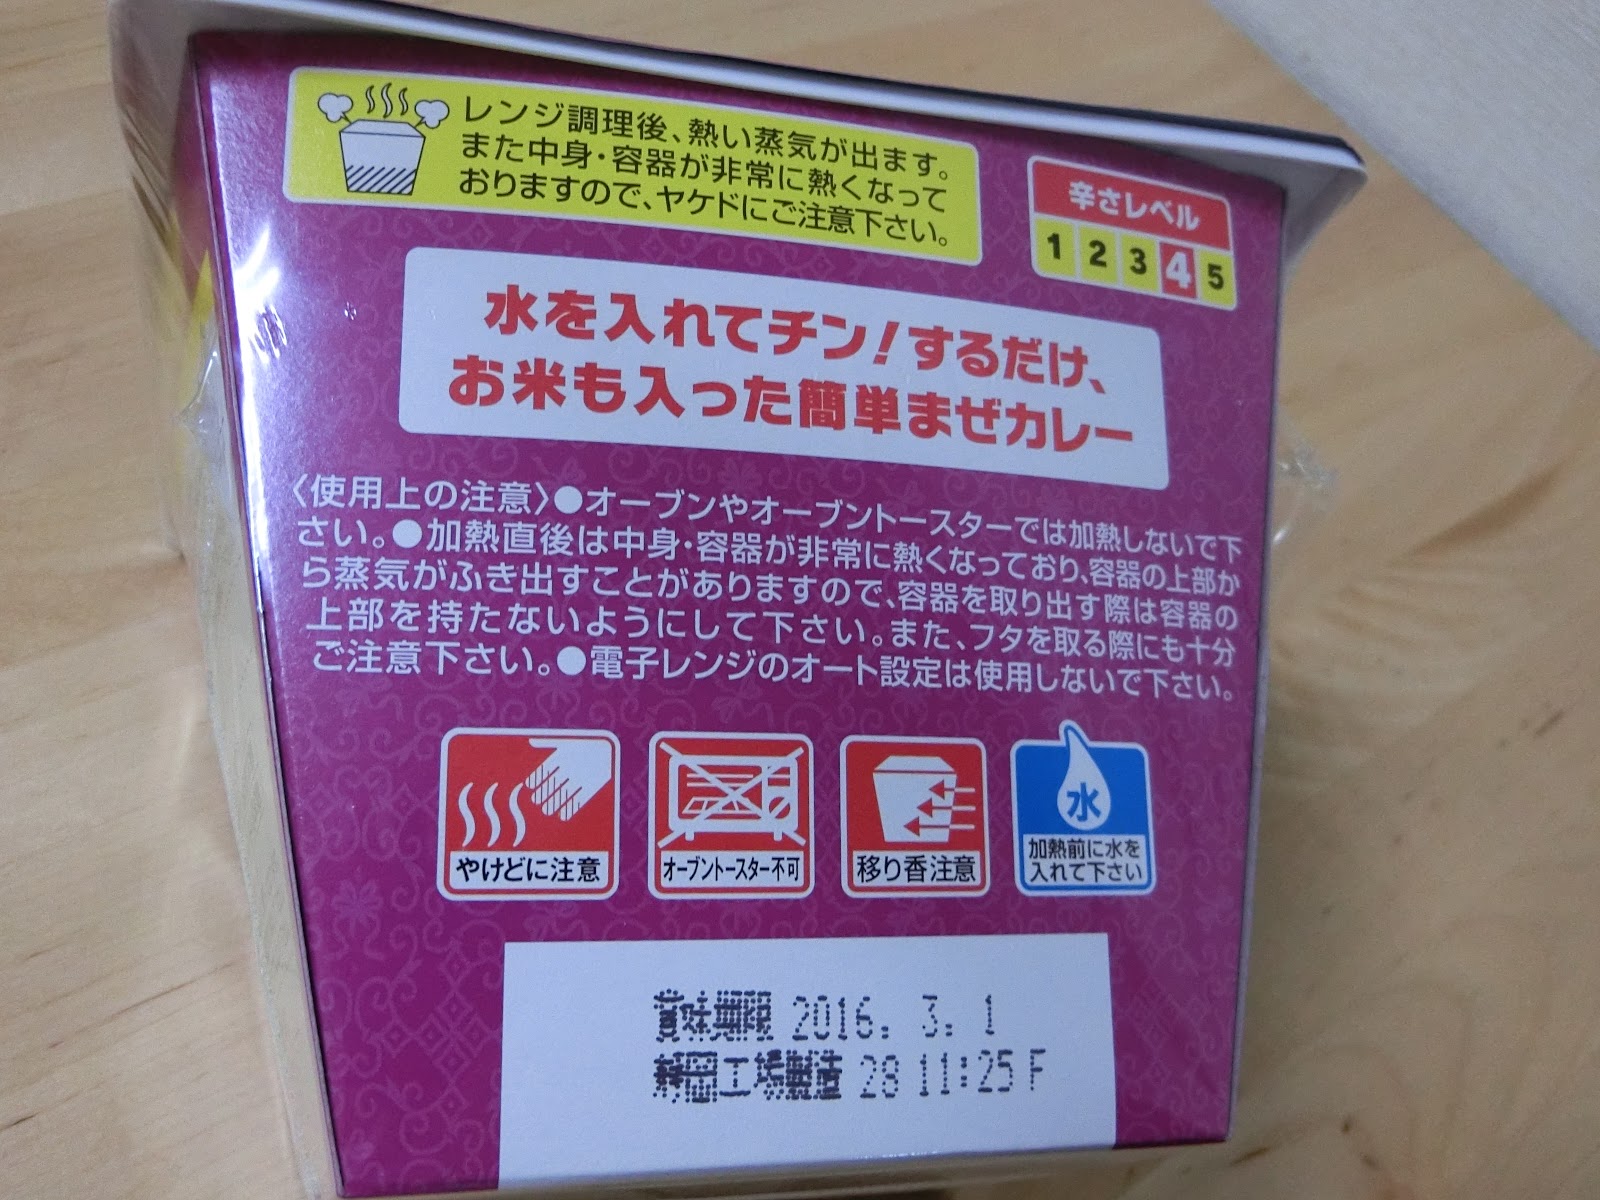 レンジ調理後、熱い蒸気が出ます。
また中身・容器が非常に熱くなって
おりますので、ヤケドにご注意下さい。
辛さレベル
1 2 3 4 5
水を入れてチン！するだけ、
お米も入った簡単まぜカレー
〈使用上の注意〉●オーブンやオーブントースターでは加熱しないで下
さい。●加熱直後は中身・容器が非常に熱くなっており、容器の上部か
ら蒸気がふき出すことがありますので、容器を取り出す際は容器の
上部を持たないようにして下さい。また、フタを取る際にも十分
ご注意下さい。●電子レンジのオート設定は使用しないで下さい。
やけどに注意
オーブントースター不可
移り香注意
水
加熱前に水を
入れて下さい
賞味期限 2016. 3. 1
静岡工場製造 28 11:25 F